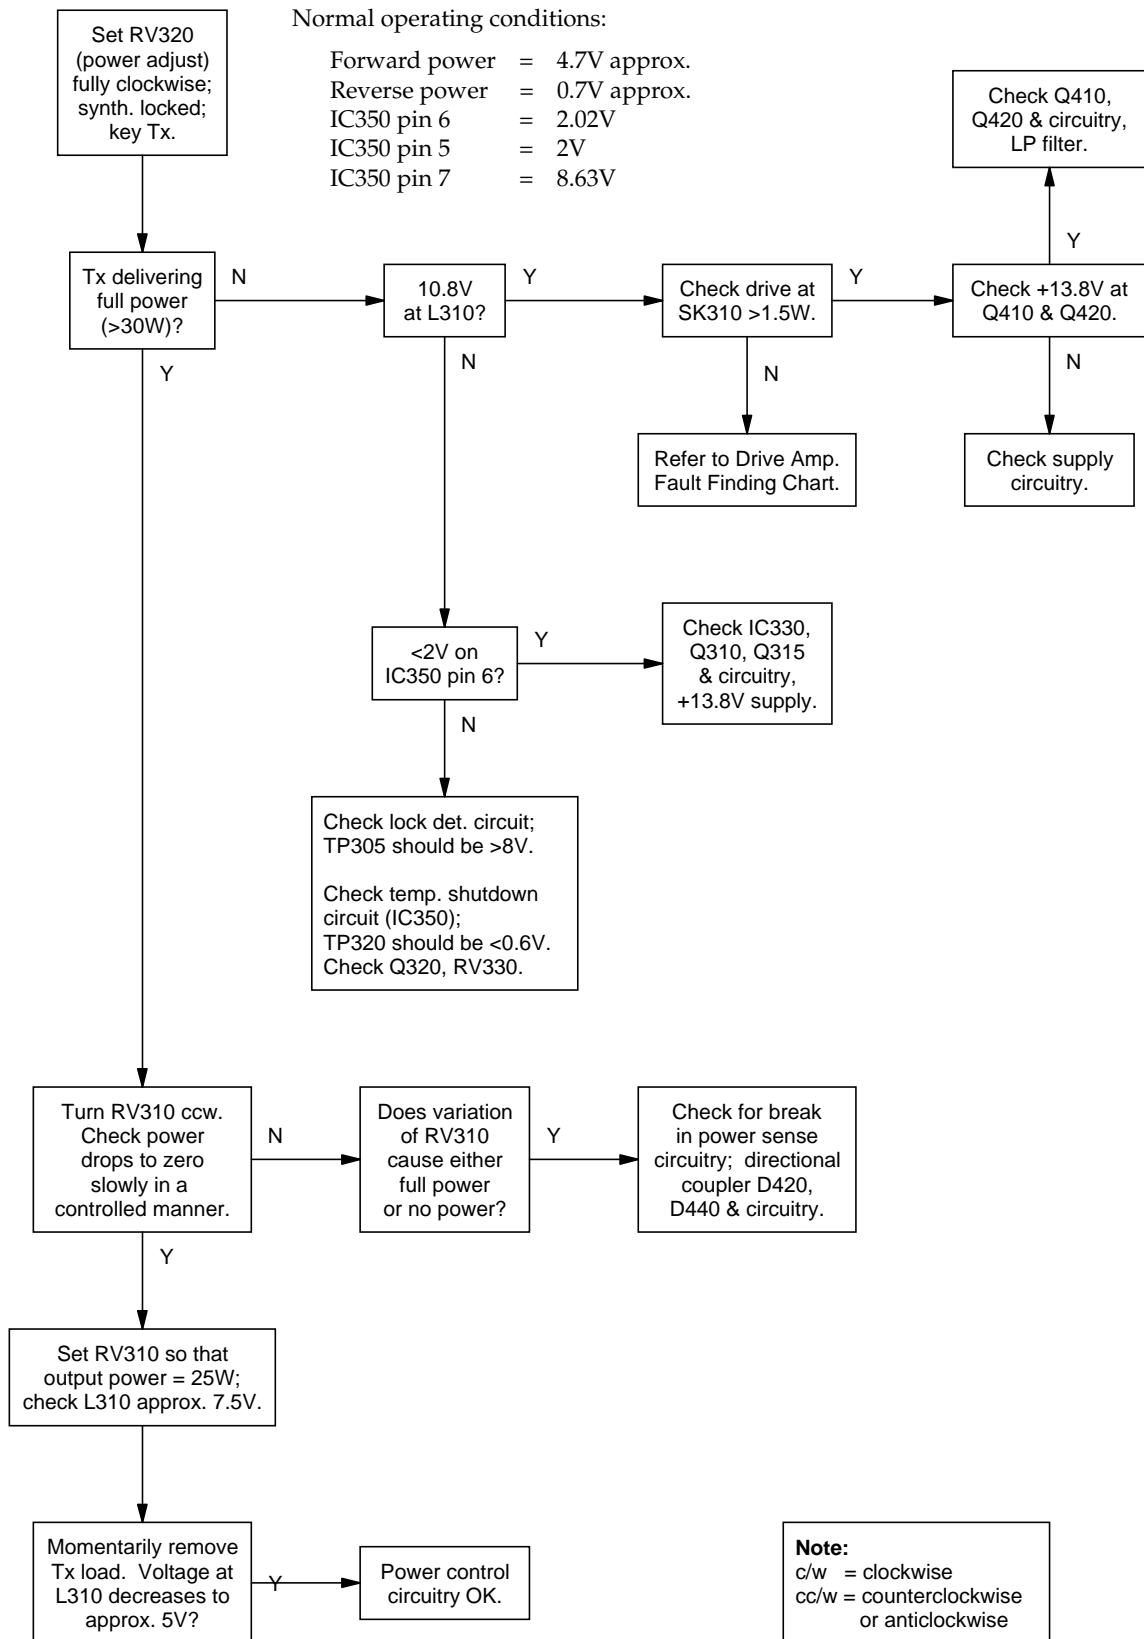 Normal operating conditions:
Forward power = 4.7V approx.
Reverse power = 0.7V approx.
IC350 pin 6 = 2.02V
IC350 pin 5 = 2V
IC350 pin 7 = 8.63V
Set RV320
(power adjust)
fully clockwise;
synth. locked;
key Tx.
Check Q410,
Q420 & circuitry,
LP filter.
Y
Tx delivering
full power
(>30W)?
N
10.8V
at L310?
Y
Check drive at
SK310 >1.5W.
Y
Check +13.8V at
Q410 & Q420.
Y
N
N
N
Refer to Drive Amp.
Fault Finding Chart.
Check supply
circuitry.
<2V on
IC350 pin 6?
Y
Check IC330,
Q310, Q315
& circuitry,
+13.8V supply.
N
Check lock det. circuit;
TP305 should be >8V.
Check temp. shutdown
circuit (IC350);
TP320 should be <0.6V.
Check Q320, RV330.
Turn RV310 ccw.
Check power
drops to zero
slowly in a
controlled manner.
N
Does variation
of RV310
cause either
full power
or no power?
Y
Check for break
in power sense
circuitry; directional
coupler D420,
D440 & circuitry.
Y
Set RV310 so that
output power = 25W;
check L310 approx. 7.5V.
Momentarily remove
Tx load. Voltage at
L310 decreases to
approx. 5V?
Y
Power control
circuitry OK.
Note:
c/w = clockwise
cc/w = counterclockwise
or anticlockwise